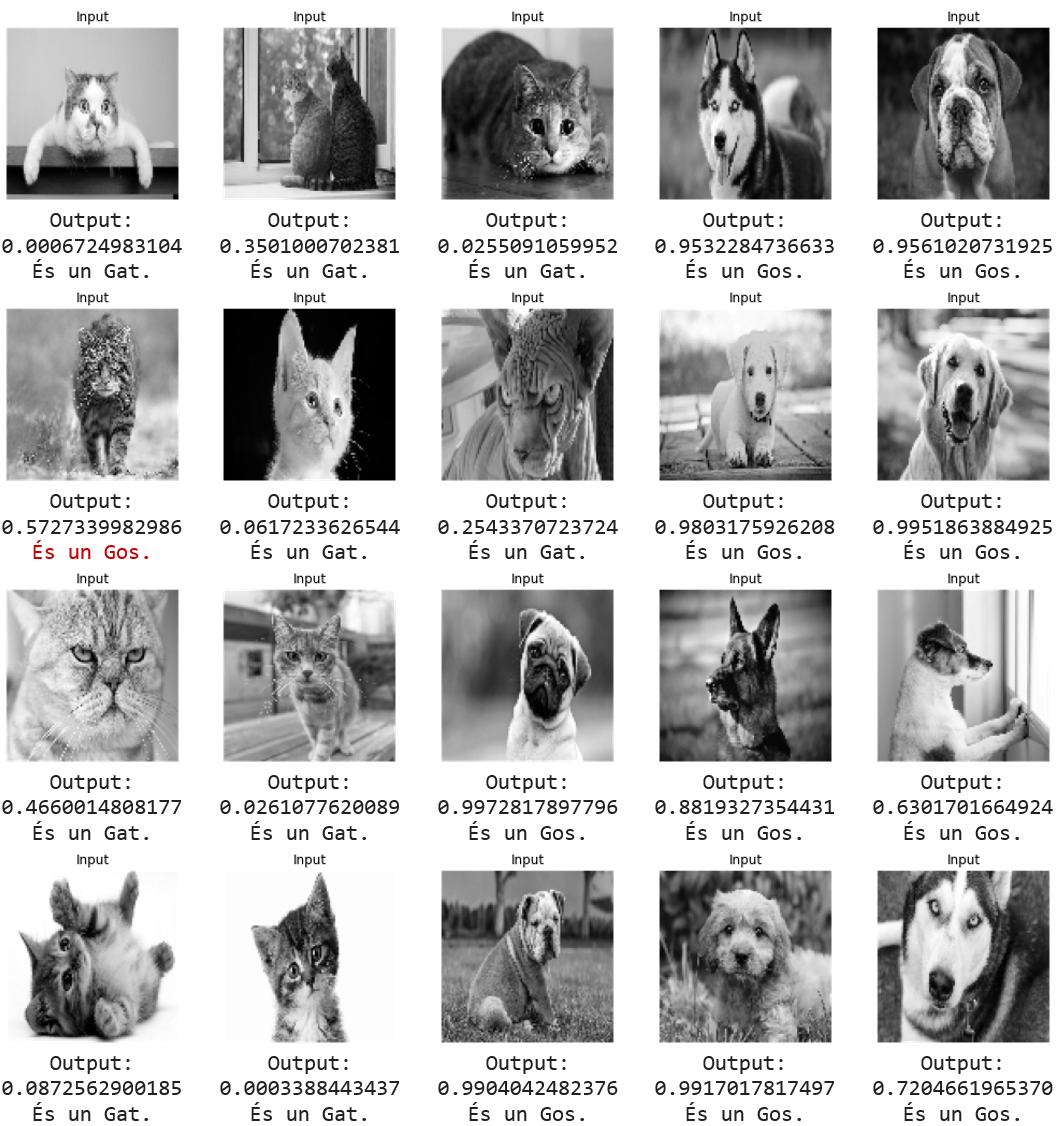 Input Input Input Input Input
Output: Output: Output: Output: Output:
0.0006724983104 0.3501000702381 0.0255091059952 0.9532284736633 0.9561020731925
És un Gat. És un Gat. És un Gat. És un Gos. És un Gos.
Input Input Input Input Input
Output: Output: Output: Output: Output:
0.5727339982986 0.0617233626544 0.2543370723724 0.9803175926208 0.9951863884925
És un Gos. És un Gat. És un Gat. És un Gos. És un Gos.
Input Input Input Input Input
Output: Output: Output: Output: Output:
0.4660014808177 0.0261077620089 0.9972817897796 0.8819327354431 0.6301701664924
És un Gat. És un Gat. És un Gos. És un Gos. És un Gos.
Input Input Input Input Input
Output: Output: Output: Output: Output:
0.0872562900185 0.0003388443437 0.9904042482376 0.9917017817497 0.7204661965370
És un Gat. És un Gat. És un Gos. És un Gos. És un Gos.